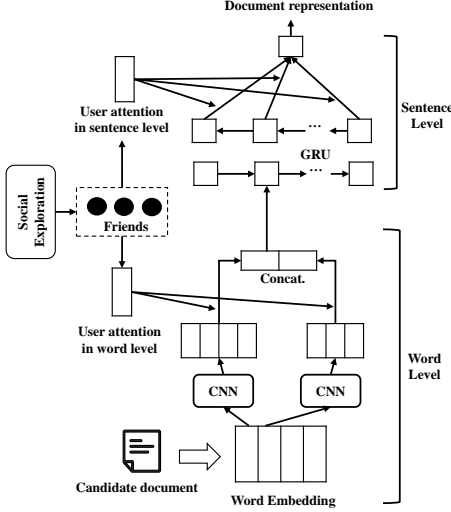 Document representation
User attention
in sentence level
Sentence
Level
...
GRU
...
Social
Exploration
Friends
Concat.
User attention
in word level
Word
Level
CNN
CNN
Candidate document
Word Embedding